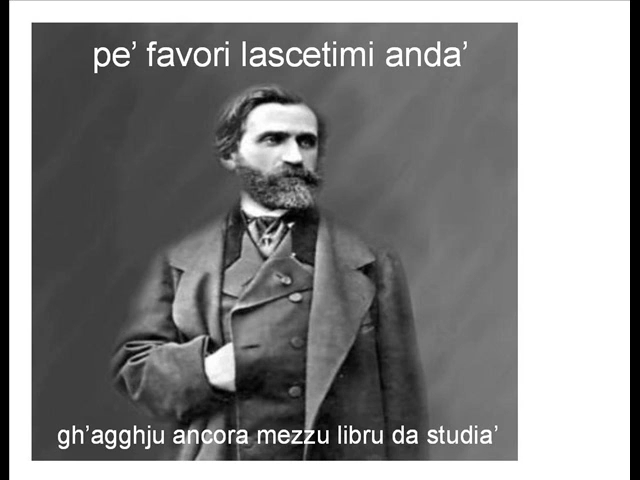 pe’ favori lascetimi anda’
gh’agghju ancora mezzu libru da studia’